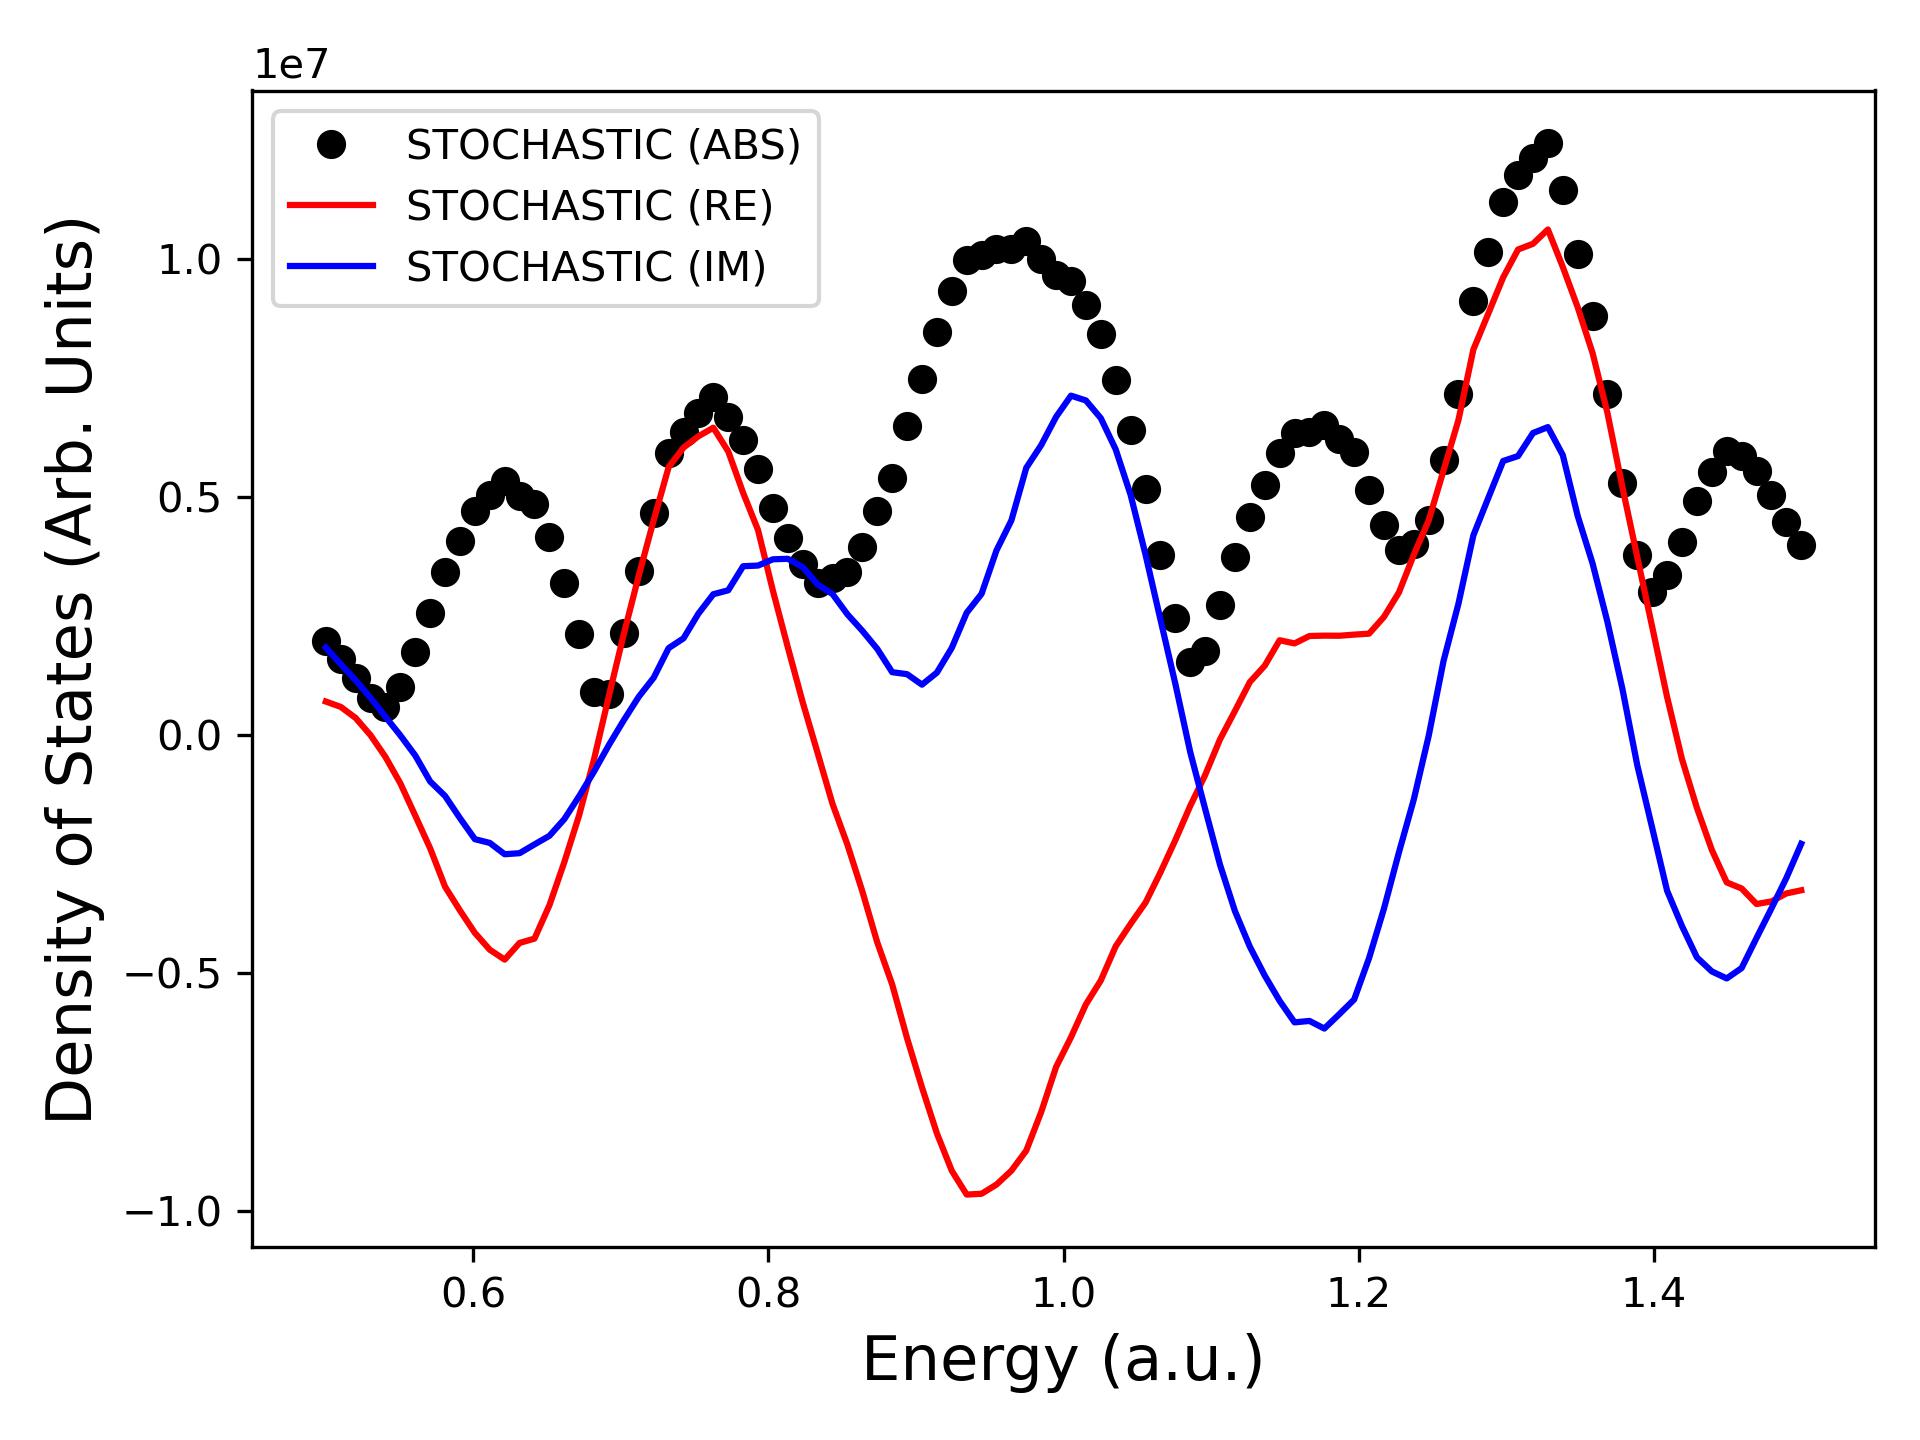 1e7
STOCHASTIC (ABS)
STOCHASTIC (RE)
STOCHASTIC (IM)
Density of States (Arb. Units)
1.0
0.5
0.0
−0.5
−1.0
0.6 0.8 1.0 1.2 1.4
Energy (a.u.)